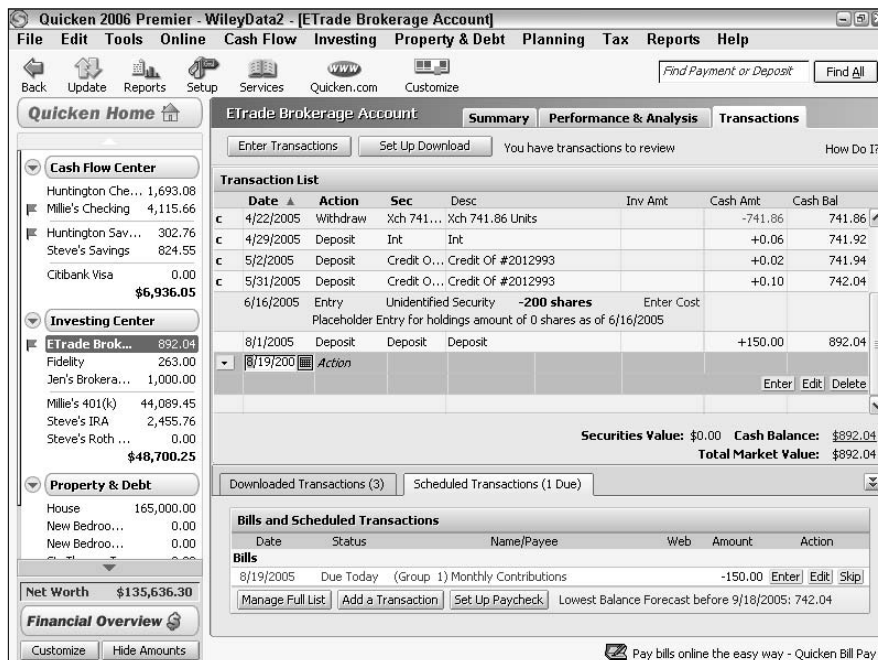 Quicken 2006 Premier - WileyData2 - [ETrade Brokerage Account]
File Edit Tools Online Cash Flow Investing Property & Debt Planning Tax Reports Help
Back Update Reports Setup Services Quicken.com Customize
Find Payment or Deposit Find All
Quicken Home
Cash Flow Center
Huntington Che... 1,693.08
Millie's Checking 4,115.66
Huntington Sav... 302.76
Steve's Savings 824.55
Citibank Visa 0.00
$6,936.05
Investing Center
ETrade Brok... 892.04
Fidelity 263.00
Jen's Brokera... 1,000.00
Millie's 401(k) 44,089.45
Steve's IRA 2,455.76
Steve's Roth ... 0.00
$48,700.25
Property & Debt
House 165,000.00
New Bedroo... 0.00
New Bedroo... 0.00
Net Worth $135,636.30
Financial Overview
Customize Hide Amounts
ETrade Brokerage Account Summary Performance & Analysis Transactions
Enter Transactions Set Up Download You have transactions to review How Do I?
Transaction List
Date Action Sec Desc Inv Amt Cash Amt Cash Bal
c 4/22/2005 Withdraw Xch 741... Xch 741.86 Units -741.86 741.86
c 4/29/2005 Deposit Int Int +0.06 741.92
c 5/2/2005 Deposit Credit O... Credit Of #2012993 +0.02 741.94
c 5/31/2005 Deposit Credit O... Credit Of #2012993 +0.10 742.04
6/16/2005 Entry Unidentified Security -200 shares Enter Cost
Placeholder Entry for holdings amount of 0 shares as of 6/16/2005
8/1/2005 Deposit Deposit Deposit +150.00 892.04
8/19/200 Action
Enter Edit Delete
Securities Value: $0.00 Cash Balance: $892.04
Total Market Value: $892.04
Downloaded Transactions (3) Scheduled Transactions (1 Due)
Bills and Scheduled Transactions
Date Status Name/Payee Web Amount Action
Bills
8/19/2005 Due Today (Group 1) Monthly Contributions -150.00 Enter Edit Skip
Manage Full List Add a Transaction Set Up Paycheck Lowest Balance Forecast before 9/18/2005: 742.04
Pay bills online the easy way - Quicken Bill Pay